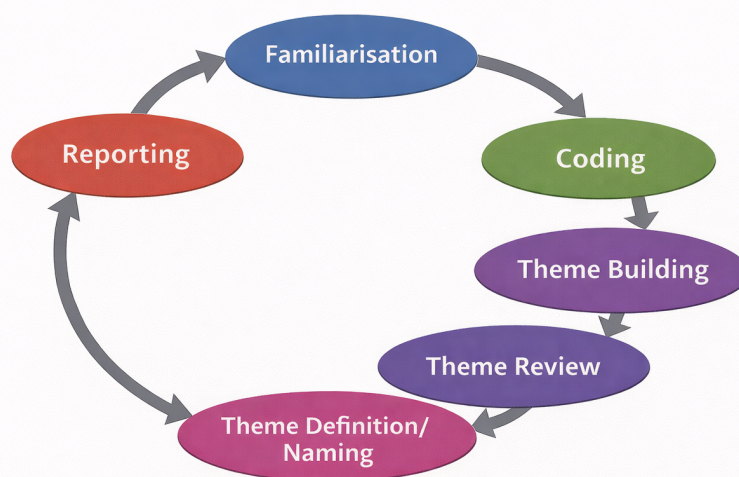 Familiarisation
Coding
Theme Building
Theme Review
Theme Definition/
Naming
Reporting